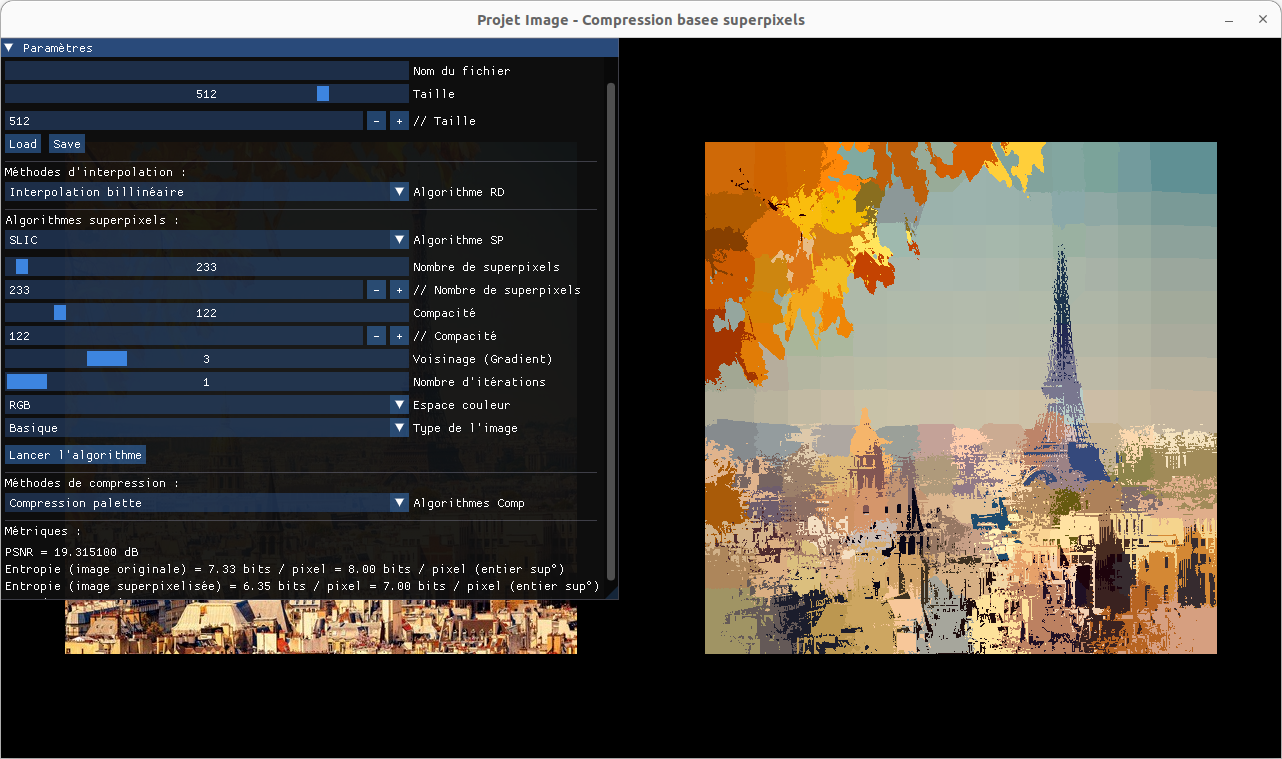 Projet Image - Compression basee superpixels
Paramètres
Nom du fichier
512 Taille
512 - + // Taille
Load Save
Méthodes d'interpolation :
Interpolation billinéaire Algorithme RD
Algorithmes superpixels :
SLIC Algorithme SP
233 Nombre de superpixels
233 - + // Nombre de superpixels
122 Compacité
122 - + // Compacité
3 Voisinage (Gradient)
1 Nombre d'itérations
RGB Espace couleur
Basique Type de l'image
Lancer l'algorithme
Méthodes de compression :
Compression palette Algorithmes Comp
Métriques :
PSNR = 19.315100 dB
Entropie (image originale) = 7.33 bits / pixel = 8.00 bits / pixel (entier sup°)
Entropie (image superpixelisée) = 6.35 bits / pixel = 7.00 bits / pixel (entier sup°)